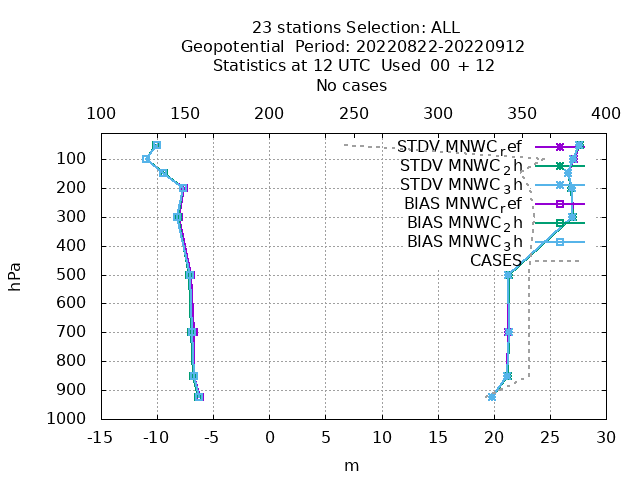 23 stations Selection: ALL
Geopotential  Period: 20220822-20220912
Statistics at 12 UTC  Used  00 + 12
No cases
100 150 200 250 300 350 400
STDV MNWC_ref
STDV MNWC_2h
STDV MNWC_3h
BIAS MNWC_ref
BIAS MNWC_2h
BIAS MNWC_3h
CASES
hPa
100
200
300
400
500
600
700
800
900
1000
-15 -10 -5 0 5 10 15 20 25 30
m